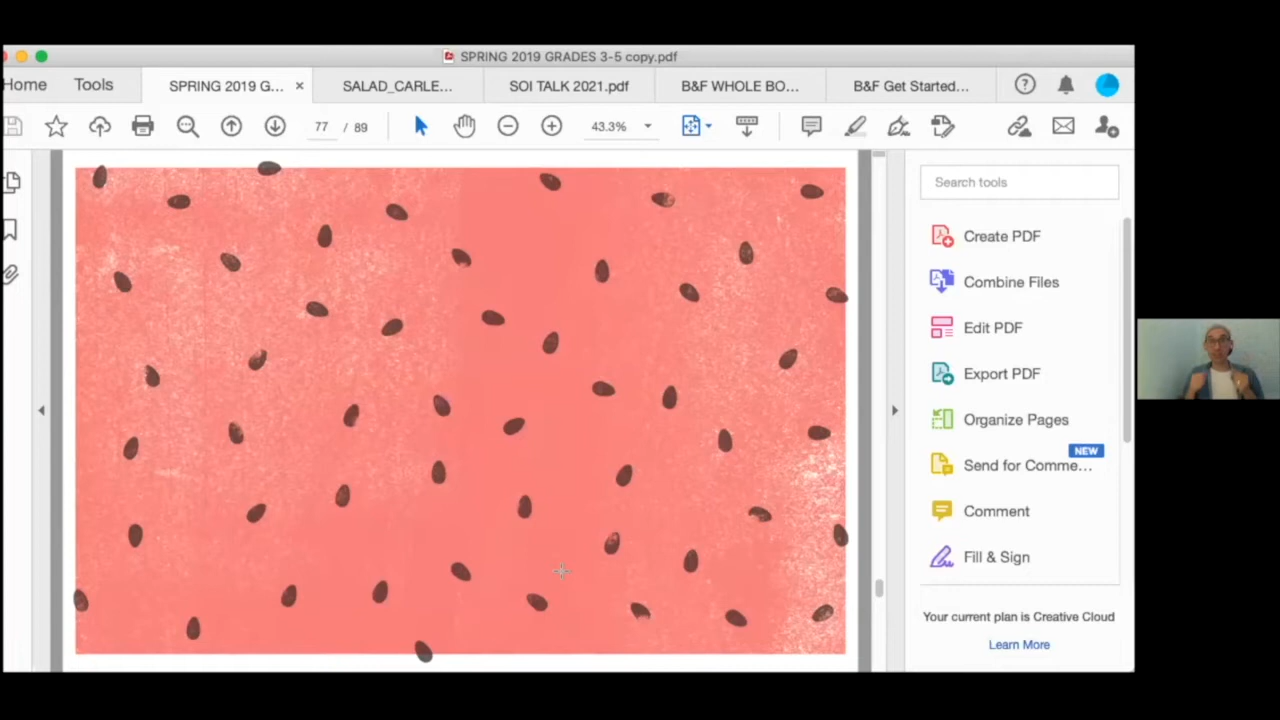 SPRING 2019 GRADES 3-5 copy.pdf
Home Tools SPRING 2019 G... × SALAD_CARLE... SOI TALK 2021.pdf B&F WHOLE BO... B&F Get Started...
77 / 89 43.3%
Search tools
Create PDF
Combine Files
Edit PDF
Export PDF
Organize Pages
NEW
Send for Comme...
Comment
Fill & Sign
Your current plan is Creative Cloud
Learn More